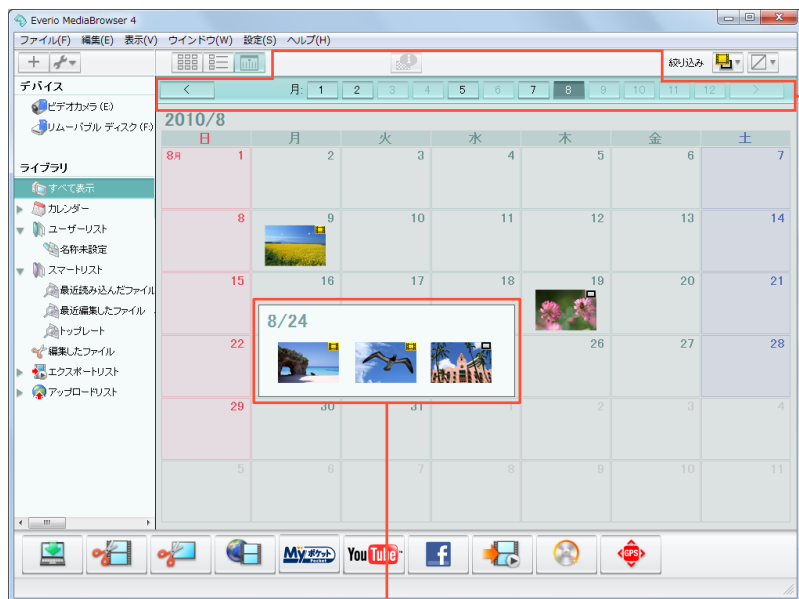 Everio MediaBrowser 4
ファイル(F) 編集(E) 表示(V) ウインドウ(W) 設定(S) ヘルプ(H)
絞り込み
デバイス
ビデオカメラ (E:)
リムーバブル ディスク (F:)
ライブラリ
すべて表示
カレンダー
ユーザーリスト
名称未設定
スマートリスト
最近読み込んだファイル
最近編集したファイル
トップレート
編集したファイル
エクスポートリスト
アップロードリスト
< 月: 1 2 3 4 5 6 7 8 9 10 11 12 >
2010/8
日 月 火 水 木 金 土
8月 1 2 3 4 5 6 7
8 9 10 11 12 13 14
15 16 17 18 19 20 21
8/24
22 26 27 28
29 30 31 1 2 3 4
5 6 7 8 9 10 11
Myポケット
Pocket
YouTube
f
GPS